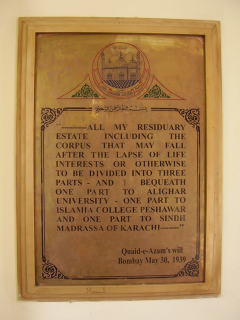 "————ALL MY RESIDUARY
ESTATE INCLUDING THE
CORPUS THAT MAY FALL
AFTER THE LAPSE OF LIFE
INTERESTS OR OTHERWISE
TO BE DIVIDED INTO THREE
PARTS - AND I BEQUEATH
ONE PART TO ALIGHAR
UNIVERSITY - ONE PART TO
ISLAMIA COLLEGE PESHAWAR
AND ONE PART TO SINDH
MADRASSA OF KARACHI———"
Quaid-e-Azam's will
Bombay May 30, 1939